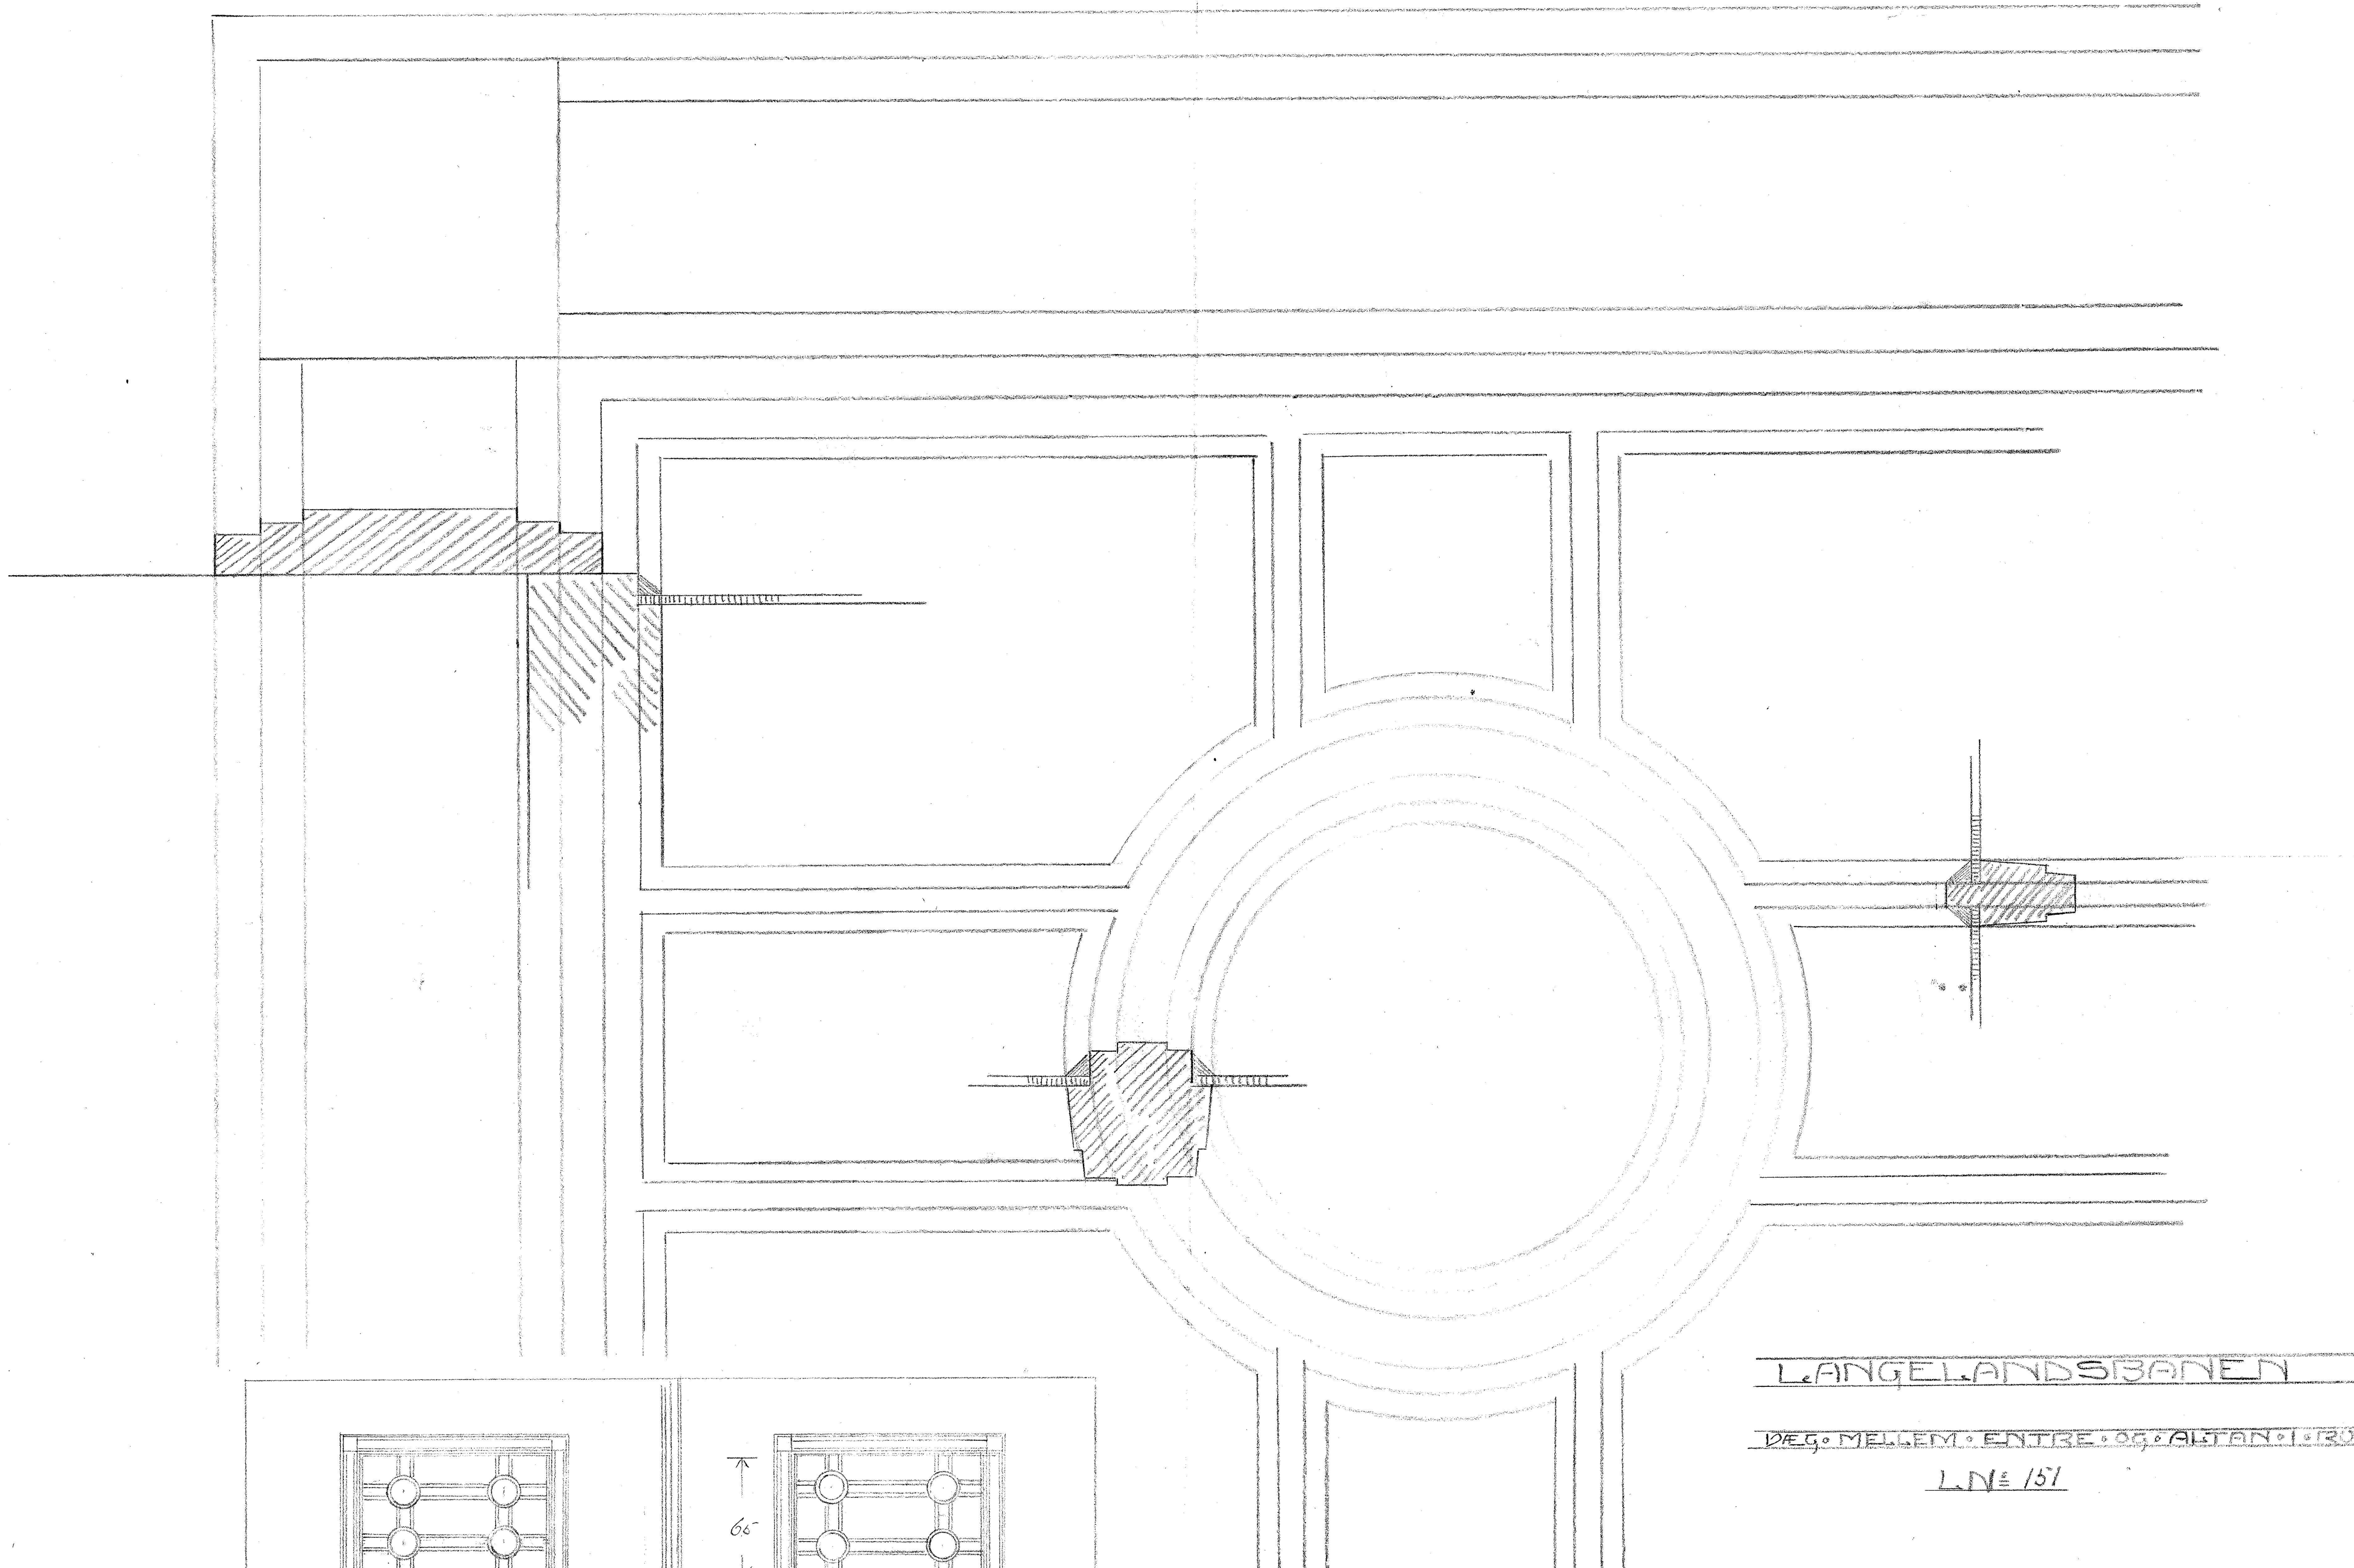 65
LANGELANDSBANEN
VÆG· MELLEM · ENTRE · OG · ALTAN · I ·
L Nº 151